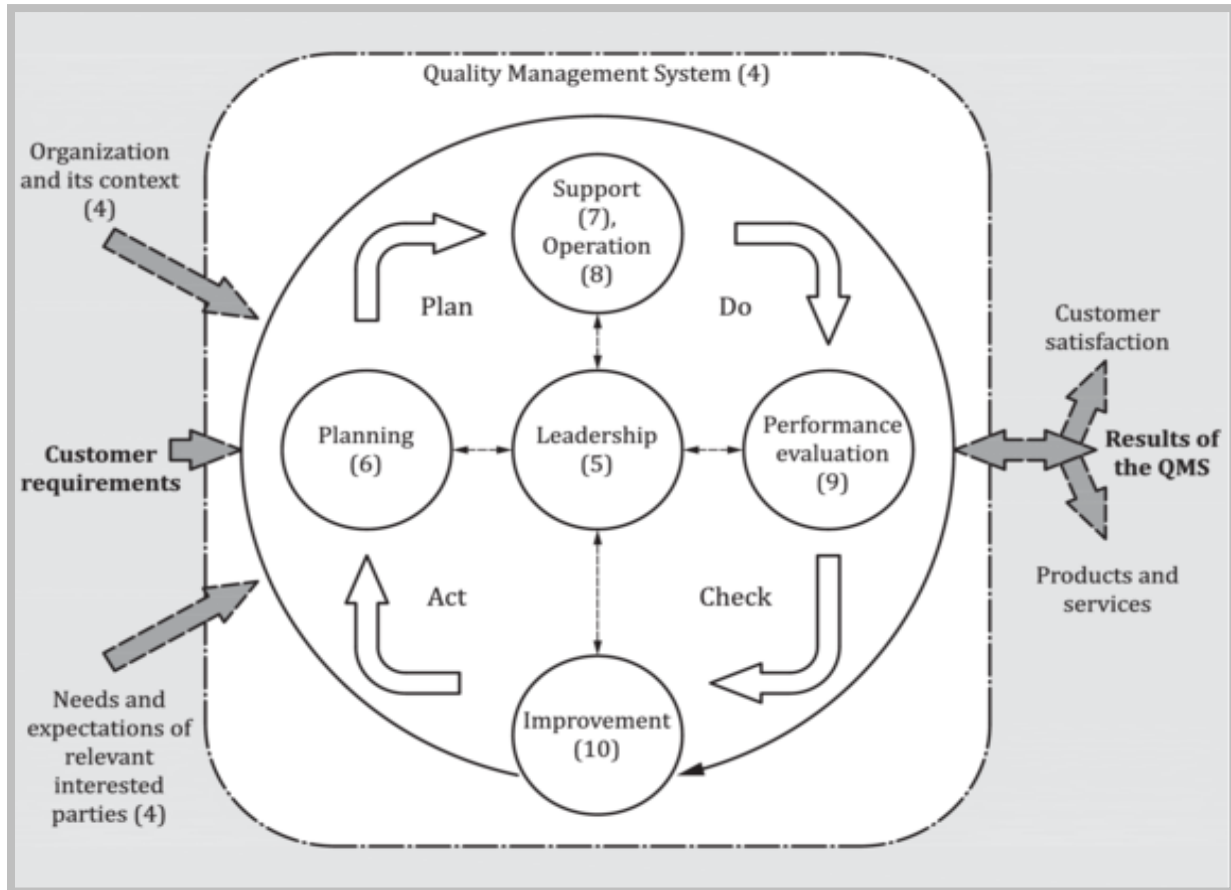 Quality Management System (4)
Organization
and its context
(4)
Support
(7),
Operation
(8)
Plan
Do
Customer
satisfaction
Planning
(6)
Leadership
(5)
Performance
evaluation
(9)
Customer
requirements
Results of
the QMS
Act
Check
Products and
services
Needs and
expectations of
relevant
interested
parties (4)
Improvement
(10)